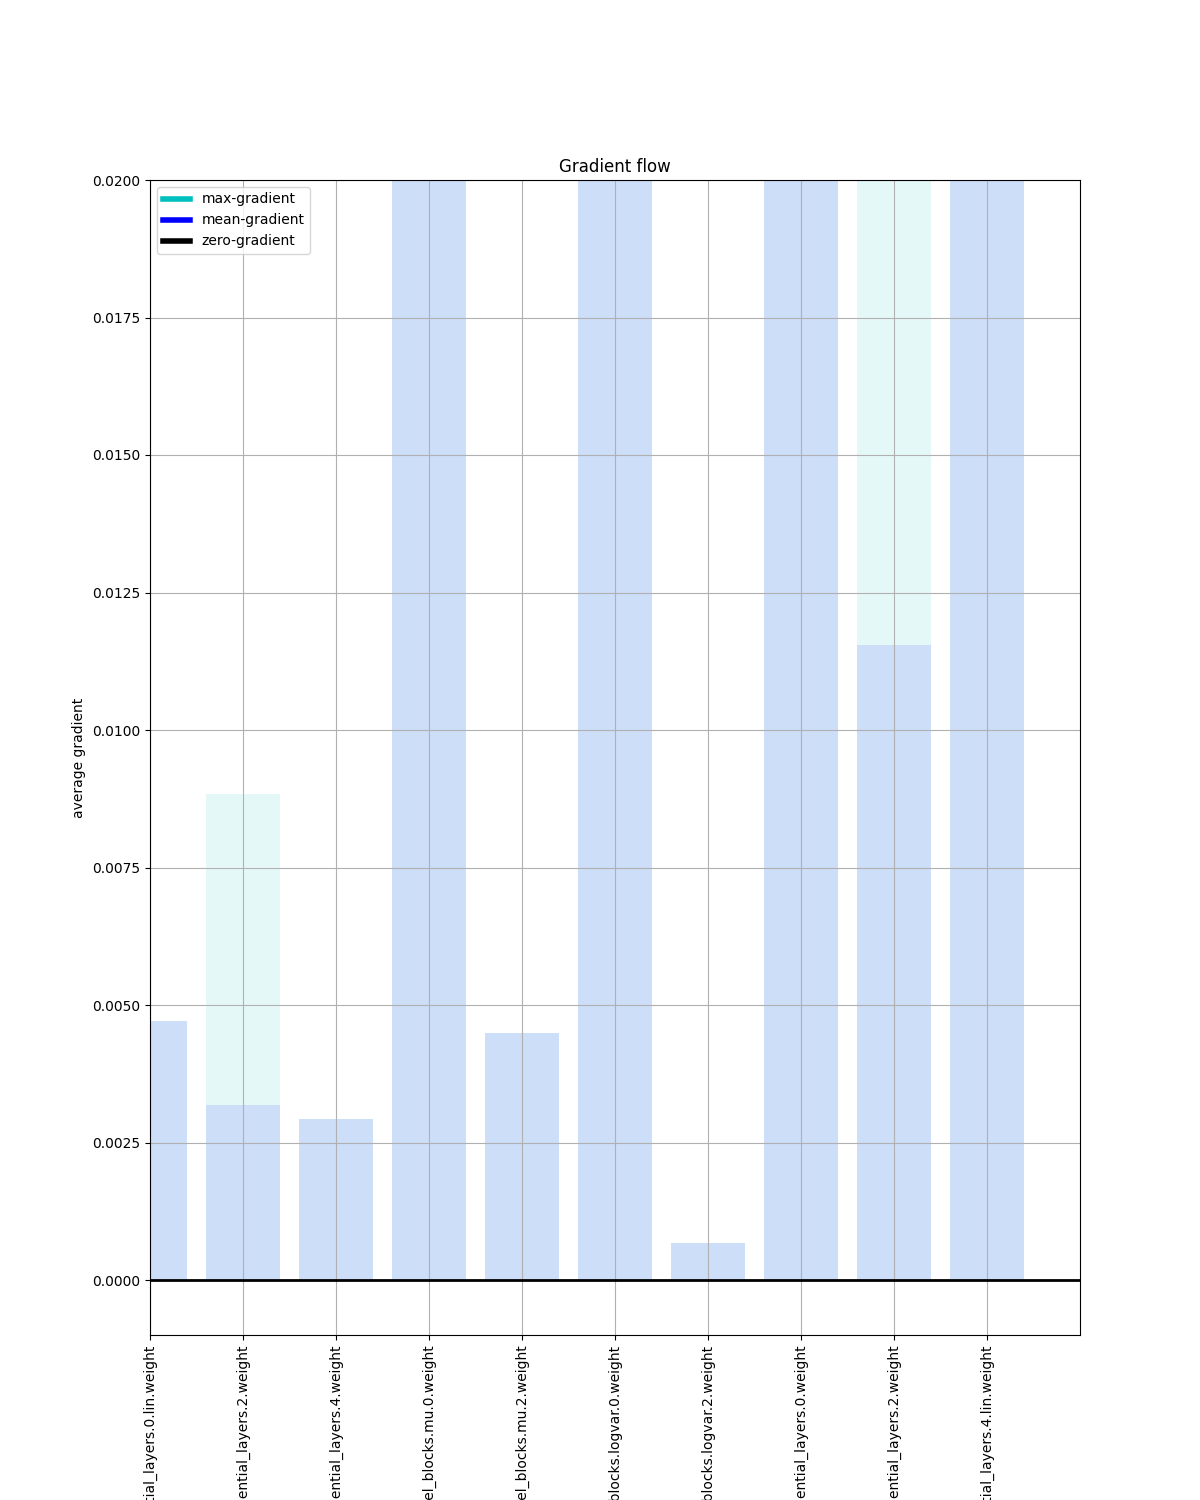 Gradient flow
max-gradient
mean-gradient
zero-gradient
0.0200
0.0175
0.0150
0.0125
0.0100
0.0075
0.0050
0.0025
0.0000
average gradient
tial_layers.0.lin.weight
ential_layers.2.weight
ential_layers.4.weight
el_blocks.mu.0.weight
el_blocks.mu.2.weight
blocks.logvar.0.weight
blocks.logvar.2.weight
ential_layers.0.weight
ential_layers.2.weight
tial_layers.4.lin.weight